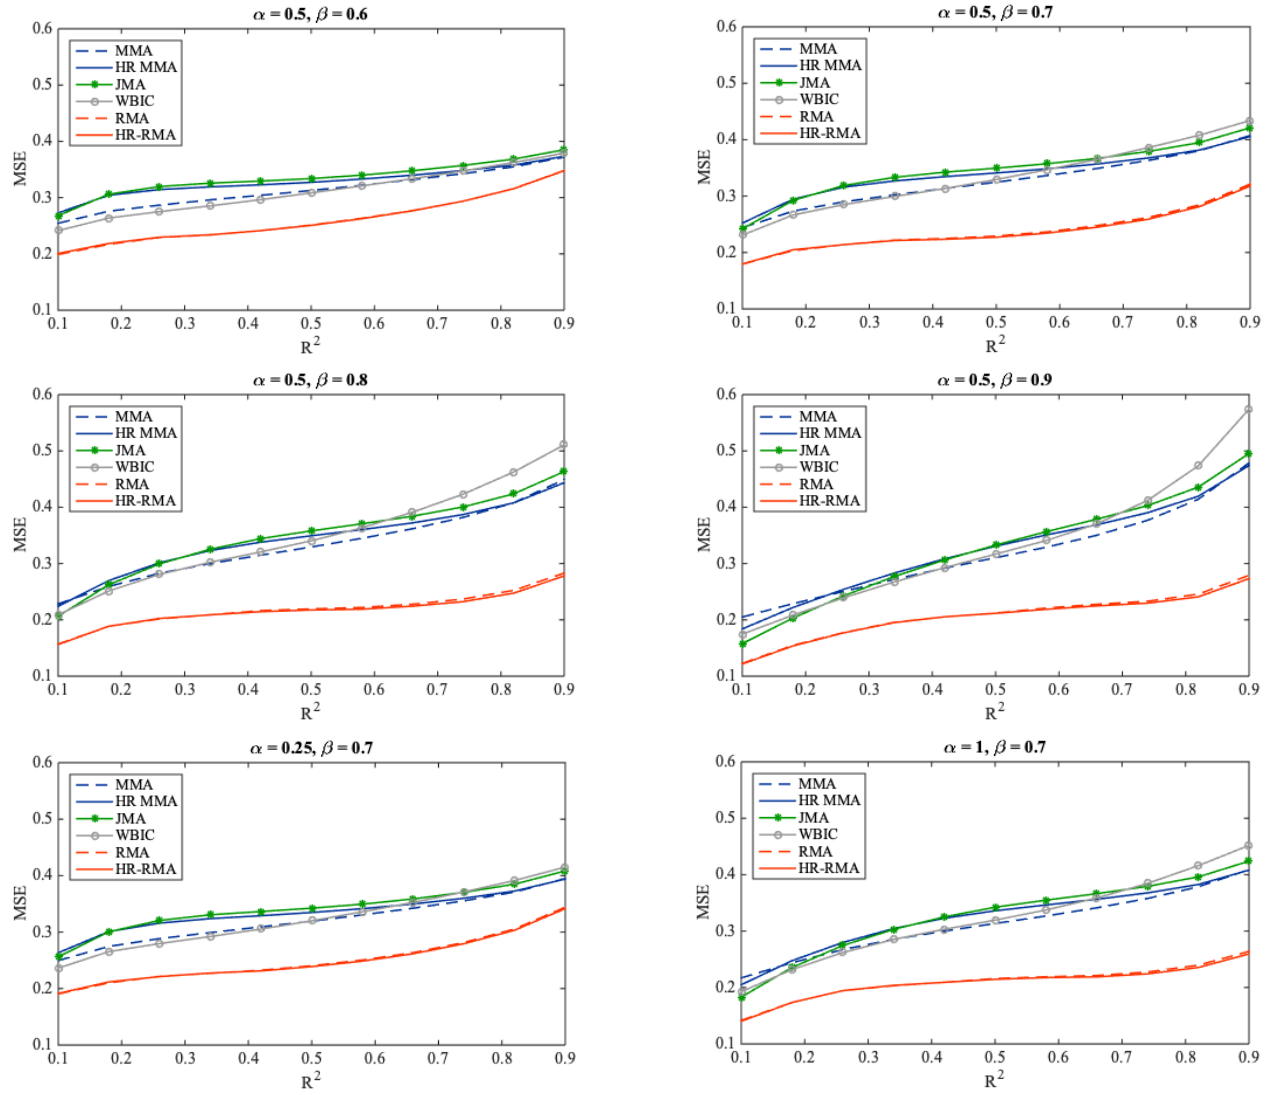 α = 0.5, β = 0.6
0.6
0.5
0.4
0.3
0.2
0.1
MSE
MMA
HR MMA
JMA
WBIC
RMA
HR-RMA
0.1 0.2 0.3 0.4 0.5 0.6 0.7 0.8 0.9
R²
α = 0.5, β = 0.7
0.6
0.5
0.4
0.3
0.2
0.1
MSE
MMA
HR MMA
JMA
WBIC
RMA
HR-RMA
0.1 0.2 0.3 0.4 0.5 0.6 0.7 0.8 0.9
R²
α = 0.5, β = 0.8
0.6
0.5
0.4
0.3
0.2
0.1
MSE
MMA
HR MMA
JMA
WBIC
RMA
HR-RMA
0.1 0.2 0.3 0.4 0.5 0.6 0.7 0.8 0.9
R²
α = 0.5, β = 0.9
0.6
0.5
0.4
0.3
0.2
0.1
MSE
MMA
HR MMA
JMA
WBIC
RMA
HR-RMA
0.1 0.2 0.3 0.4 0.5 0.6 0.7 0.8 0.9
R²
α = 0.25, β = 0.7
0.6
0.5
0.4
0.3
0.2
0.1
MSE
MMA
HR MMA
JMA
WBIC
RMA
HR-RMA
0.1 0.2 0.3 0.4 0.5 0.6 0.7 0.8 0.9
R²
α = 1, β = 0.7
0.6
0.5
0.4
0.3
0.2
0.1
MSE
MMA
HR MMA
JMA
WBIC
RMA
HR-RMA
0.1 0.2 0.3 0.4 0.5 0.6 0.7 0.8 0.9
R²